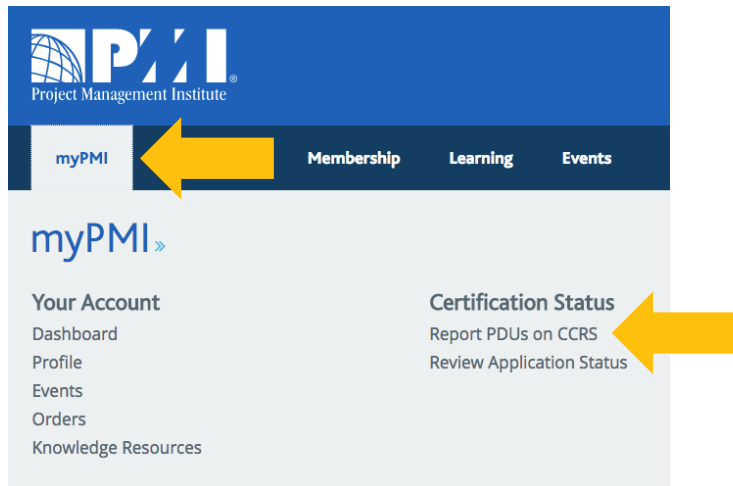 PMI®
Project Management Institute
myPMI Membership Learning Events
myPMI »
Your Account
Dashboard
Profile
Events
Orders
Knowledge Resources
Certification Status
Report PDUs on CCRS
Review Application Status